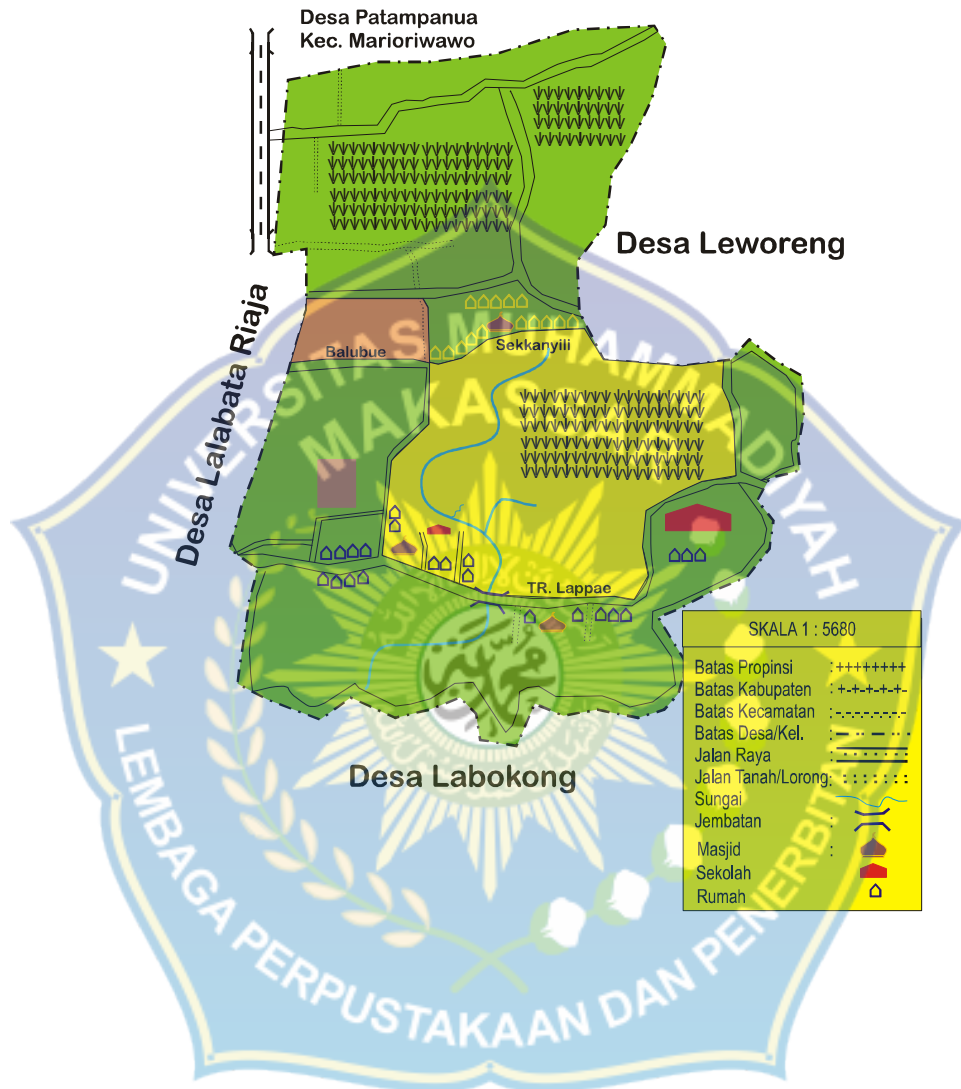 Desa Patampanua
Kec. Marioriwawo
Desa Leworeng
Desa Lalabata Riaja
Balubue
Sekkanyili
TR. Lappae
Desa Labokong
SKALA 1 : 5680
Batas Propinsi : +++++++++
Batas Kabupaten : +-+-+-+-+-
Batas Kecamatan :
Batas Desa/Kel. :
Jalan Raya :
Jalan Tanah/Lorong:
Sungai
Jembatan :
Masjid :
Sekolah
Rumah
UNIVERSITAS MUHAMMADIYAH
MAKASSAR
LEMBAGA PERPUSTAKAAN DAN PENERBITAN